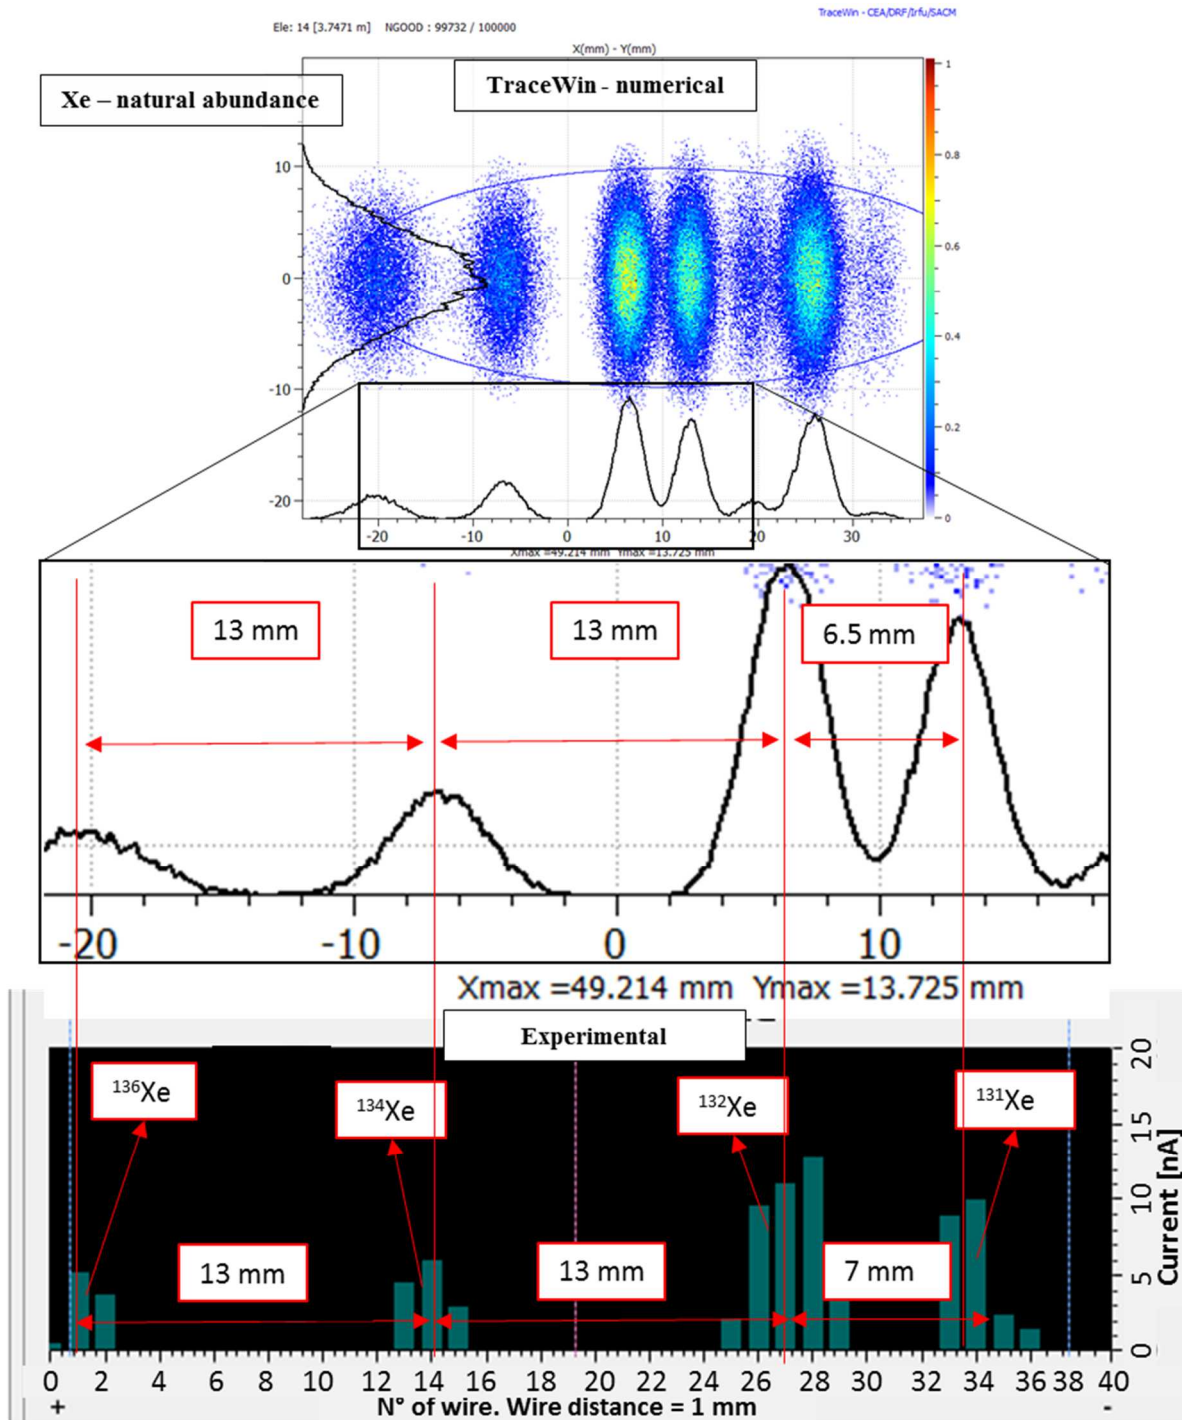 TraceWin - CEA/DRF/Irfu/SACM
Ele: 14 [3.7471 m] NGOOD : 99732 / 100000
X(mm) - Y(mm)
Xe – natural abundance
TraceWin - numerical
1
0.8
0.6
0.4
0.2
0
10
0
-10
-20
-20 -10 0 10 20 30
Xmax =49.214 mm Ymax =13.725 mm
13 mm
13 mm
6.5 mm
-20 -10 0 10
Xmax =49.214 mm Ymax =13.725 mm
Experimental
¹³⁶Xe
¹³⁴Xe
¹³²Xe
¹³¹Xe
13 mm
13 mm
7 mm
20
15
10
5
0
Current [nA]
0 2 4 6 8 10 12 14 16 18 20 22 24 26 28 30 32 34 36 38 40
+ N° of wire. Wire distance = 1 mm -